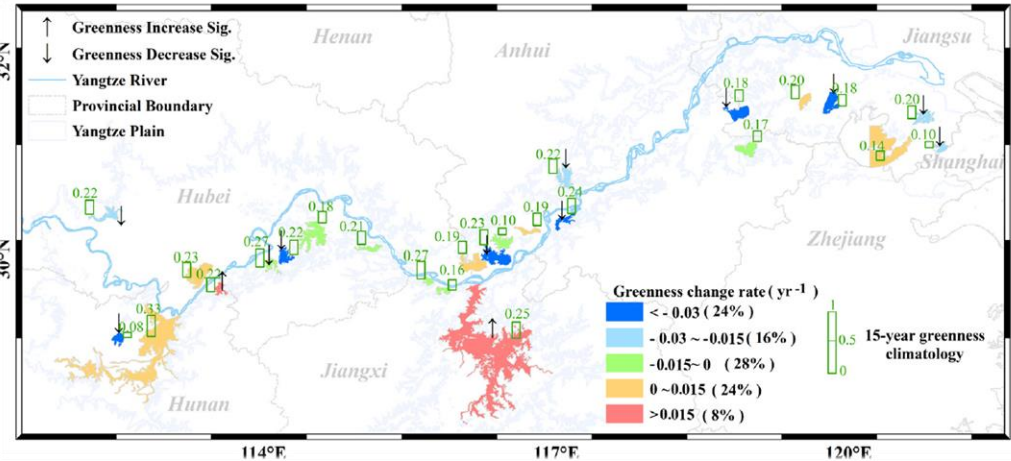 ↑ Greenness Increase Sig.
↓ Greenness Decrease Sig.
Yangtze River
Provincial Boundary
Yangtze Plain
Henan
Anhui
Jiangsu
Hubei
Shanghai
Zhejiang
Jiangxi
Hunan
32°N
30°N
0.18
0.20
0.18
0.20
0.17
0.10
0.14
0.22
0.24
0.22
0.19
0.10
0.23
0.19
0.18
0.21
0.22
0.27
0.23
0.22
0.27
0.16
0.33
0.08
0.25
Greenness change rate ( yr⁻¹ )
< - 0.03 ( 24% )
- 0.03 ~ -0.015 ( 16% )
-0.015~ 0 ( 28% )
0 ~0.015 ( 24% )
>0.015 ( 8% )
1
0.5
0
15-year greenness
climatology
114°E
117°E
120°E